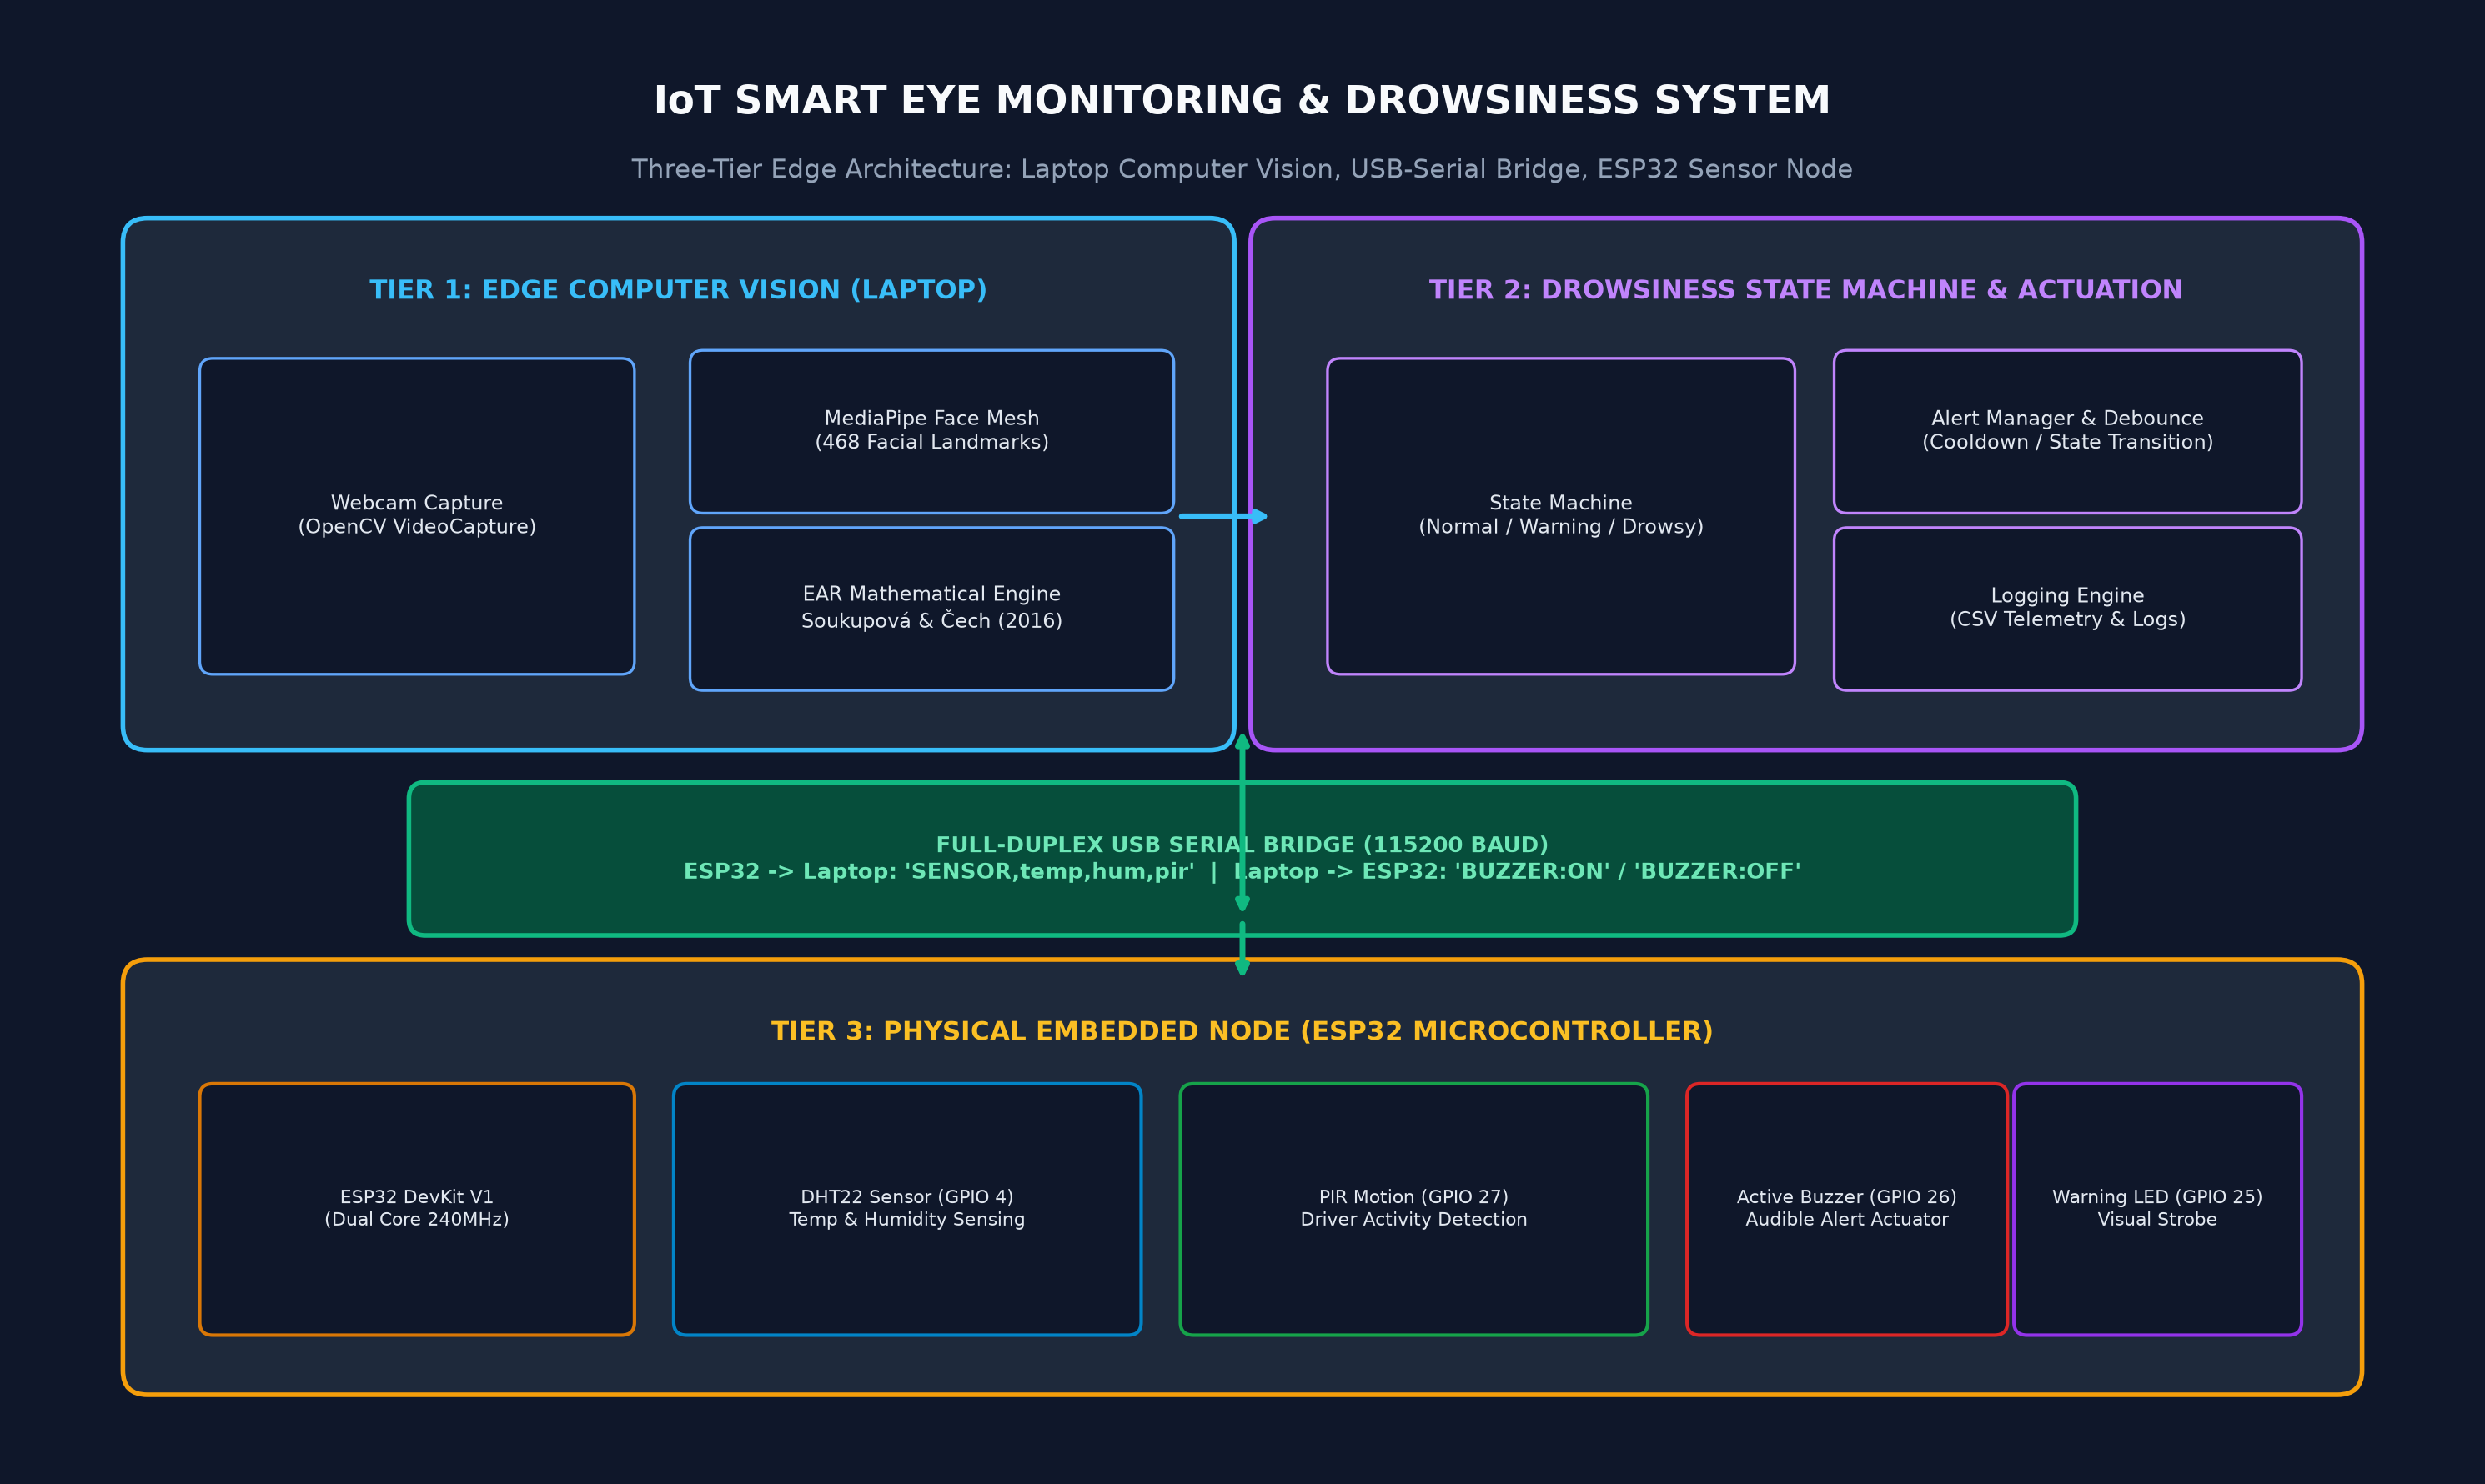 IoT SMART EYE MONITORING & DROWSINESS SYSTEM
Three-Tier Edge Architecture: Laptop Computer Vision, USB-Serial Bridge, ESP32 Sensor Node
TIER 1: EDGE COMPUTER VISION (LAPTOP)
Webcam Capture
(OpenCV VideoCapture)
MediaPipe Face Mesh
(468 Facial Landmarks)
EAR Mathematical Engine
Soukupová & Čech (2016)
TIER 2: DROWSINESS STATE MACHINE & ACTUATION
State Machine
(Normal / Warning / Drowsy)
Alert Manager & Debounce
(Cooldown / State Transition)
Logging Engine
(CSV Telemetry & Logs)
FULL-DUPLEX USB SERIAL BRIDGE (115200 BAUD)
ESP32 -> Laptop: 'SENSOR,temp,hum,pir' | Laptop -> ESP32: 'BUZZER:ON' / 'BUZZER:OFF'
TIER 3: PHYSICAL EMBEDDED NODE (ESP32 MICROCONTROLLER)
ESP32 DevKit V1
(Dual Core 240MHz)
DHT22 Sensor (GPIO 4)
Temp & Humidity Sensing
PIR Motion (GPIO 27)
Driver Activity Detection
Active Buzzer (GPIO 26)
Audible Alert Actuator
Warning LED (GPIO 25)
Visual Strobe